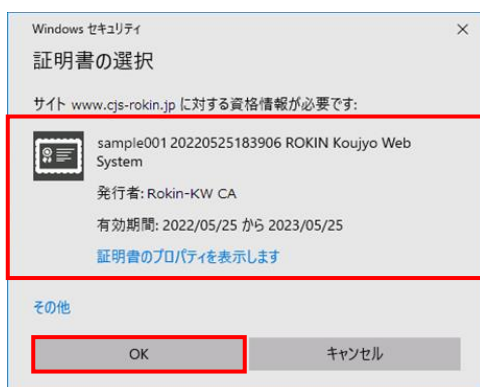 Windows セキュリティ
証明書の選択
サイト www.cjs-rokin.jp に対する資格情報が必要です:
sample001 20220525183906 ROKIN Koujyo Web
System
発行者: Rokin-KW CA
有効期間: 2022/05/25 から 2023/05/25
証明書のプロパティを表示します
その他
OK
キャンセル